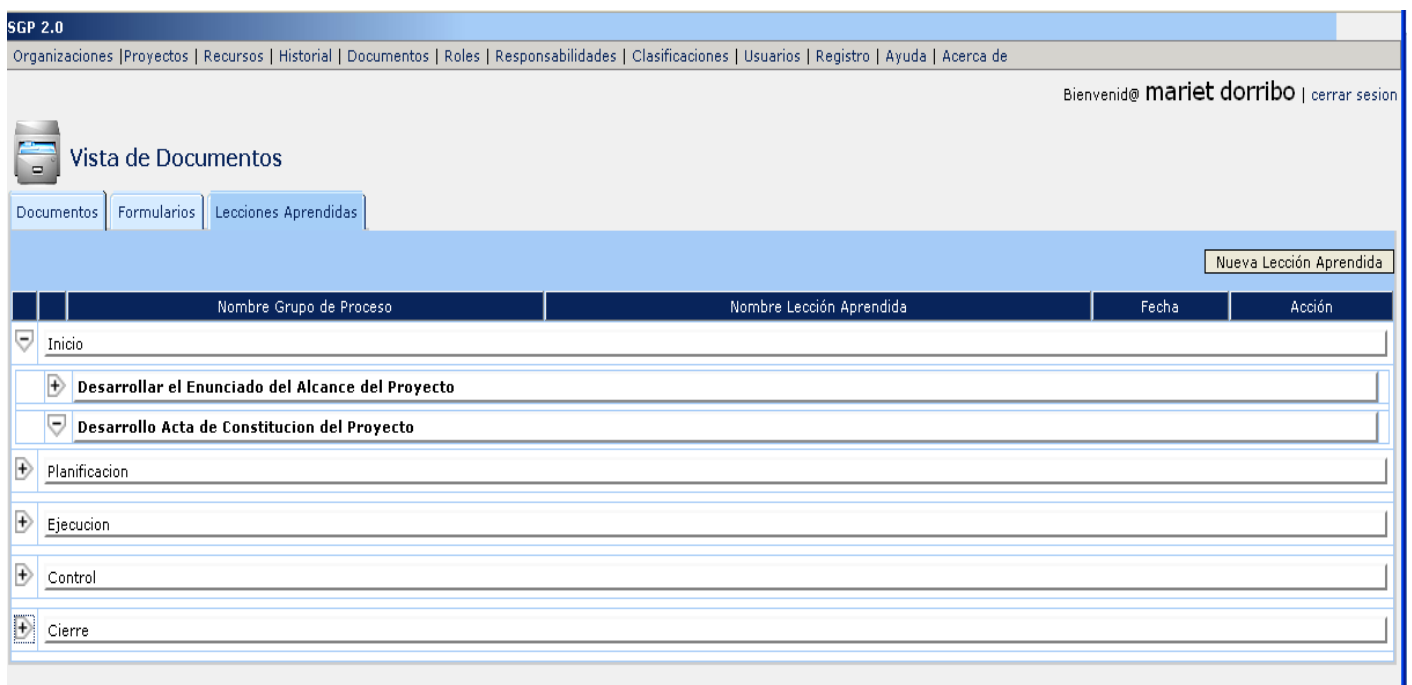 SGP 2.0
Organizaciones |Proyectos | Recursos | Historial | Documentos | Roles | Responsabilidades | Clasificaciones | Usuarios | Registro | Ayuda | Acerca de
Bienvenid@ mariet dorribo | cerrar sesion
Vista de Documentos
Documentos Formularios Lecciones Aprendidas
Nueva Lección Aprendida
Nombre Grupo de Proceso Nombre Lección Aprendida Fecha Acción
Inicio
Desarrollar el Enunciado del Alcance del Proyecto
Desarrollo Acta de Constitucion del Proyecto
Planificacion
Ejecucion
Control
Cierre